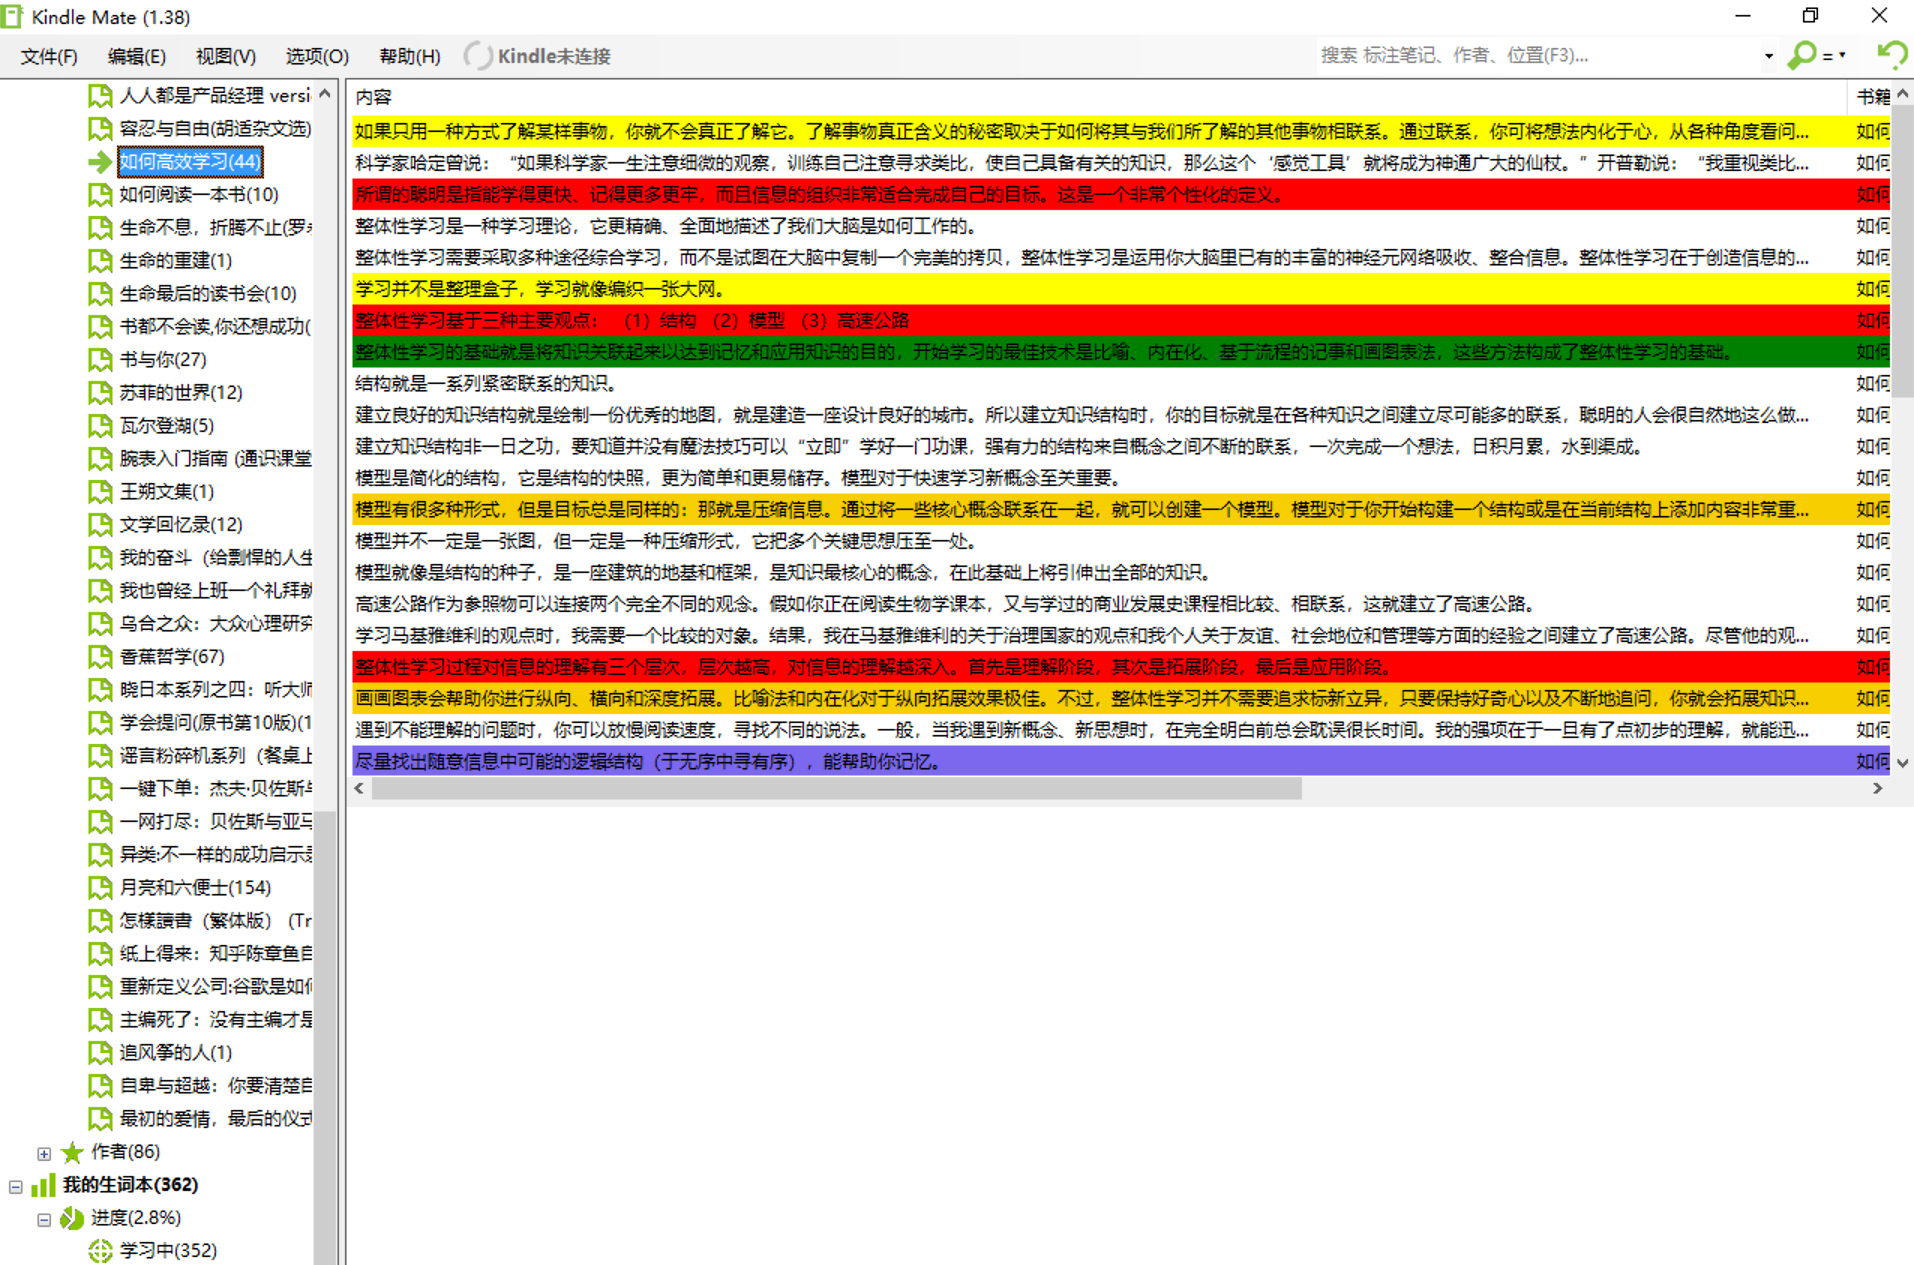 Kindle Mate (1.38)
文件(F) 编辑(E) 视图(V) 选项(O) 帮助(H) Kindle未连接 搜索 标注笔记、作者、位置(F3)...
人人都是产品经理 versi
容忍与自由(胡适杂文选)
如何高效学习(44)
如何阅读一本书(10)
生命不息，折腾不止(罗
生命的重建(1)
生命最后的读书会(10)
书都不会读,你还想成功(
书与你(27)
苏菲的世界(12)
瓦尔登湖(5)
腕表入门指南 (通识课堂
王朔文集(1)
文学回忆录(12)
我的奋斗（给剽悍的人生
我也曾经上班一个礼拜就
乌合之众：大众心理研究
香蕉哲学(67)
晓日本系列之四：听大师
学会提问(原书第10版)(1
谣言粉碎机系列（餐桌上
一键下单：杰夫·贝佐斯与
一网打尽：贝佐斯与亚马
异类:不一样的成功启示录
月亮和六便士(154)
怎樣讀書（繁体版） (Tr
纸上得来：知乎陈章鱼自
重新定义公司:谷歌是如何
主编死了：没有主编才是
追风筝的人(1)
自卑与超越：你要清楚自
最初的爱情，最后的仪式
作者(86)
我的生词本(362)
进度(2.8%)
学习中(352)
内容 书籍
如果只用一种方式了解某样事物，你就不会真正了解它。了解事物真正含义的秘密取决于如何将其与我们所了解的其他事物相联系。通过联系，你可将想法内化于心，从各种角度看问... 如何
科学家哈定曾说：“如果科学家一生注意细微的观察，训练自己注意寻求类比，使自己具备有关的知识，那么这个‘感觉工具’就将成为神通广大的仙杖。”开普勒说：“我重视类比... 如何
所谓的聪明是指能学得更快、记得更多更牢，而且信息的组织非常适合完成自己的目标。这是一个非常个性化的定义。 如何
整体性学习是一种学习理论，它更精确、全面地描述了我们大脑是如何工作的。 如何
整体性学习需要采取多种途径综合学习，而不是试图在大脑中复制一个完美的拷贝，整体性学习是运用你大脑里已有的丰富的神经元网络吸收、整合信息。整体性学习在于创造信息的... 如何
学习并不是整理盒子，学习就像编织一张大网。 如何
整体性学习基于三种主要观点： （1）结构 （2）模型 （3）高速公路 如何
整体性学习的基础就是将知识关联起来以达到记忆和应用知识的目的，开始学习的最佳技术是比喻、内在化、基于流程的记事和画图表法，这些方法构成了整体性学习的基础。 如何
结构就是一系列紧密联系的知识。 如何
建立良好的知识结构就是绘制一份优秀的地图，就是建造一座设计良好的城市。所以建立知识结构时，你的目标就是在各种知识之间建立尽可能多的联系，聪明的人会很自然地这么做... 如何
建立知识结构非一日之功，要知道并没有魔法技巧可以“立即”学好一门功课，强有力的结构来自概念之间不断的联系，一次完成一个想法，日积月累，水到渠成。 如何
模型是简化的结构，它是结构的快照，更为简单和更易储存。模型对于快速学习新概念至关重要。 如何
模型有很多种形式，但是目标总是同样的：那就是压缩信息。通过将一些核心概念联系在一起，就可以创建一个模型。模型对于你开始构建一个结构或是在当前结构上添加内容非常重... 如何
模型并不一定是一张图，但一定是一种压缩形式，它把多个关键思想压至一处。 如何
模型就像是结构的种子，是一座建筑的地基和框架，是知识最核心的概念，在此基础上将引伸出全部的知识。 如何
高速公路作为参照物可以连接两个完全不同的观念。假如你正在阅读生物学课本，又与学过的商业发展史课程相比较、相联系，这就建立了高速公路。 如何
学习马基雅维利的观点时，我需要一个比较的对象。结果，我在马基雅维利的关于治理国家的观点和我个人关于友谊、社会地位和管理等方面的经验之间建立了高速公路。尽管他的观... 如何
整体性学习过程对信息的理解有三个层次，层次越高，对信息的理解越深入。首先是理解阶段，其次是拓展阶段，最后是应用阶段。 如何
画画图表会帮助你进行纵向、横向和深度拓展。比喻法和内在化对于纵向拓展效果极佳。不过，整体性学习并不需要追求标新立异，只要保持好奇心以及不断地追问，你就会拓展知识... 如何
遇到不能理解的问题时，你可以放慢阅读速度，寻找不同的说法。一般，当我遇到新概念、新思想时，在完全明白前总会耽误很长时间。我的强项在于一旦有了点初步的理解，就能迅... 如何
尽量找出随意信息中可能的逻辑结构（于无序中寻有序），能帮助你记忆。 如何